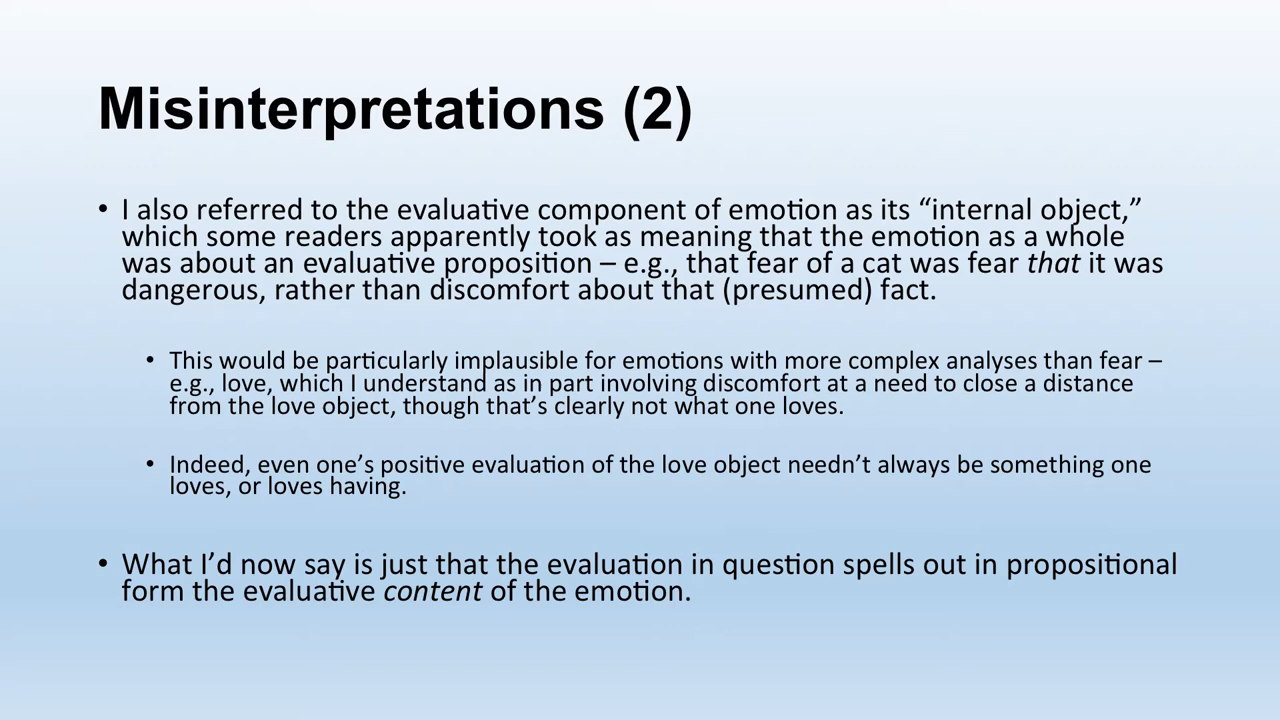 Misinterpretations (2)
• I also referred to the evaluative component of emotion as its “internal object,”
which some readers apparently took as meaning that the emotion as a whole
was about an evaluative proposition – e.g., that fear of a cat was fear that it was
dangerous, rather than discomfort about that (presumed) fact.
• This would be particularly implausible for emotions with more complex analyses than fear –
e.g., love, which I understand as in part involving discomfort at a need to close a distance
from the love object, though that’s clearly not what one loves.
• Indeed, even one’s positive evaluation of the love object needn’t always be something one
loves, or loves having.
• What I’d now say is just that the evaluation in question spells out in propositional
form the evaluative content of the emotion.